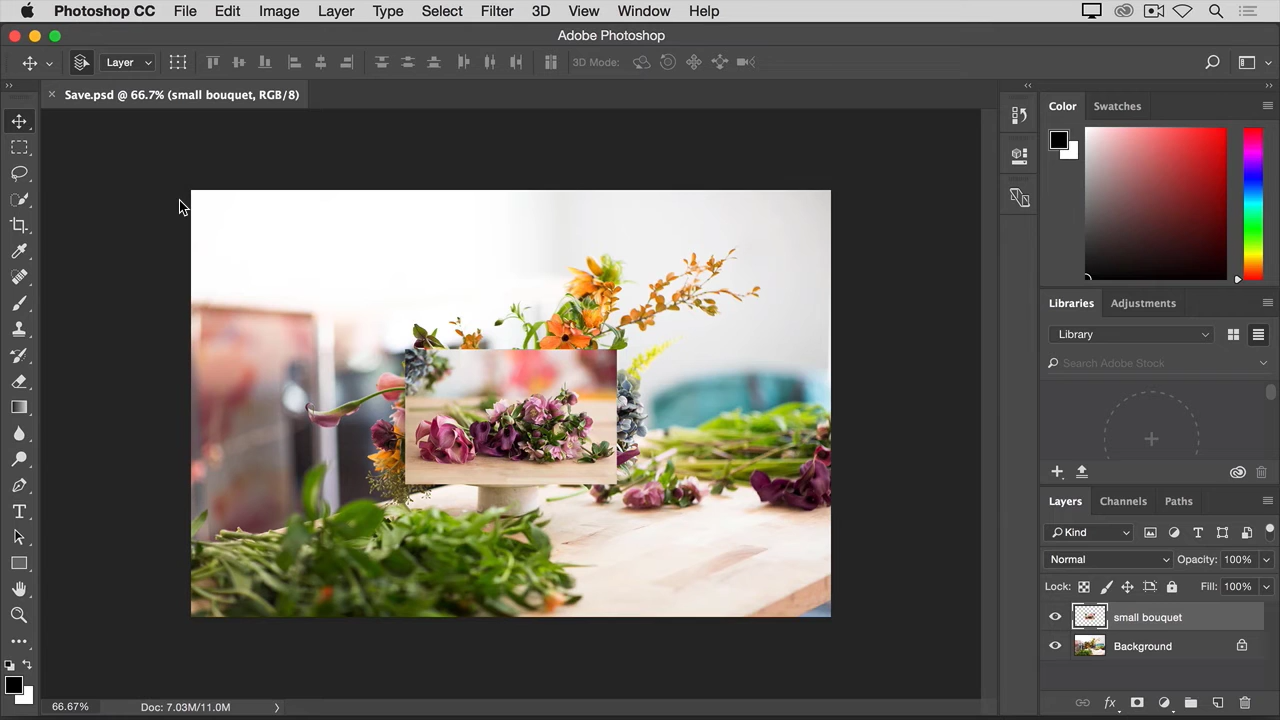 Photoshop CC File Edit Image Layer Type Select Filter 3D View Window Help
Adobe Photoshop
Layer 3D Mode:
Save.psd @ 66.7% (small bouquet, RGB/8)
Color Swatches
Libraries Adjustments
Library
Search Adobe Stock
Layers Channels Paths
Kind
Normal Opacity: 100%
Lock: Fill: 100%
small bouquet
Background
66.67% Doc: 7.03M/11.0M